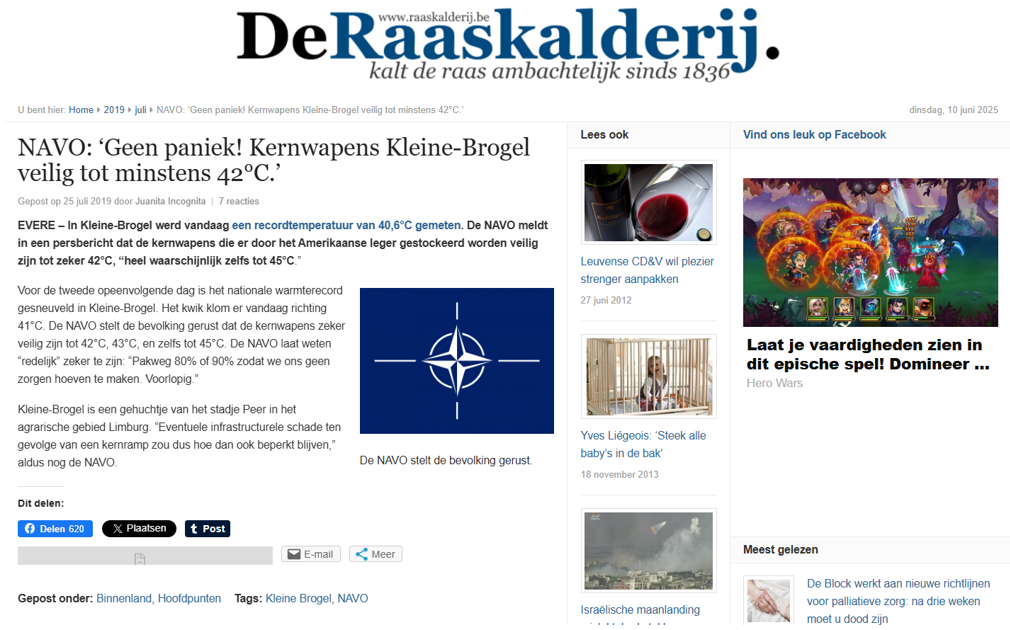 www.raaskalderij.be
DeRaaskalderij.
kalt de raas ambachtelijk sinds 1836
U bent hier: Home 2019 juli NAVO: ‘Geen paniek! Kernwapens Kleine-Brogel veilig tot minstens 42°C.’
dinsdag, 10 juni 2025
NAVO: ‘Geen paniek! Kernwapens Kleine-Brogel
veilig tot minstens 42°C.’
Gepost op 25 juli 2019 door Juanita Incognita | 7 reacties
EVERE – In Kleine-Brogel werd vandaag een recordtemperatuur van 40,6°C gemeten. De NAVO meldt
in een persbericht dat de kernwapens die er door het Amerikaanse leger gestockeerd worden veilig
zijn tot zeker 42°C, “heel waarschijnlijk zelfs tot 45°C.”
Voor de tweede opeenvolgende dag is het nationale warmterecord
gesneuveld in Kleine-Brogel. Het kwik klom er vandaag richting
41°C. De NAVO stelt de bevolking gerust dat de kernwapens zeker
veilig zijn tot 42°C, 43°C, en zelfs tot 45°C. De NAVO laat weten
“redelijk” zeker te zijn: “Pakweg 80% of 90% zodat we ons geen
zorgen hoeven te maken. Voorlopig.”
Kleine-Brogel is een gehuchtje van het stadje Peer in het
agrarische gebied Limburg. “Eventuele infrastructurele schade ten
gevolge van een kernramp zou dus hoe dan ook beperkt blijven,”
aldus nog de NAVO.
De NAVO stelt de bevolking gerust.
Dit delen:
Delen 620
Plaatsen
Post
E-mail
Meer
Gepost onder: Binnenland, Hoofdpunten Tags: Kleine Brogel, NAVO
Lees ook
Leuvense CD&V wil plezier
strenger aanpakken
27 juni 2012
Yves Liégeois: ‘Steek alle
baby’s in de bak’
18 november 2013
Israëlische maanlanding
Vind ons leuk op Facebook
Laat je vaardigheden zien in
dit epische spel! Domineer ...
Hero Wars
Meest gelezen
De Block werkt aan nieuwe richtlijnen
voor palliatieve zorg: na drie weken
moet u dood zijn